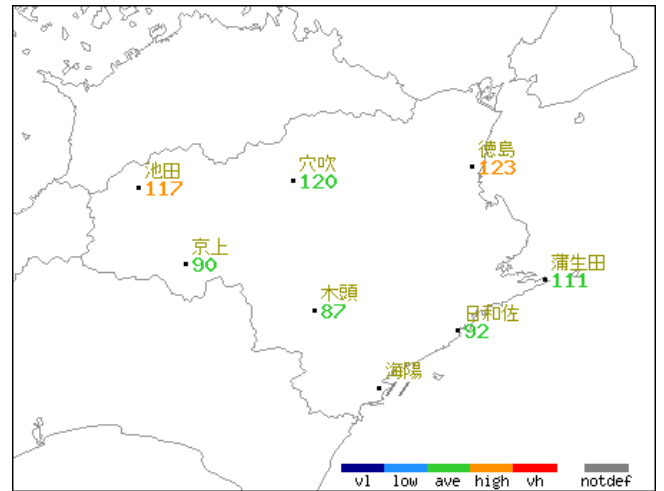 徳島
123
穴吹
120
池田
117
京上
90
蒲生田
111
木頭
87
日和佐
92
海陽
vl low ave high vh notdef